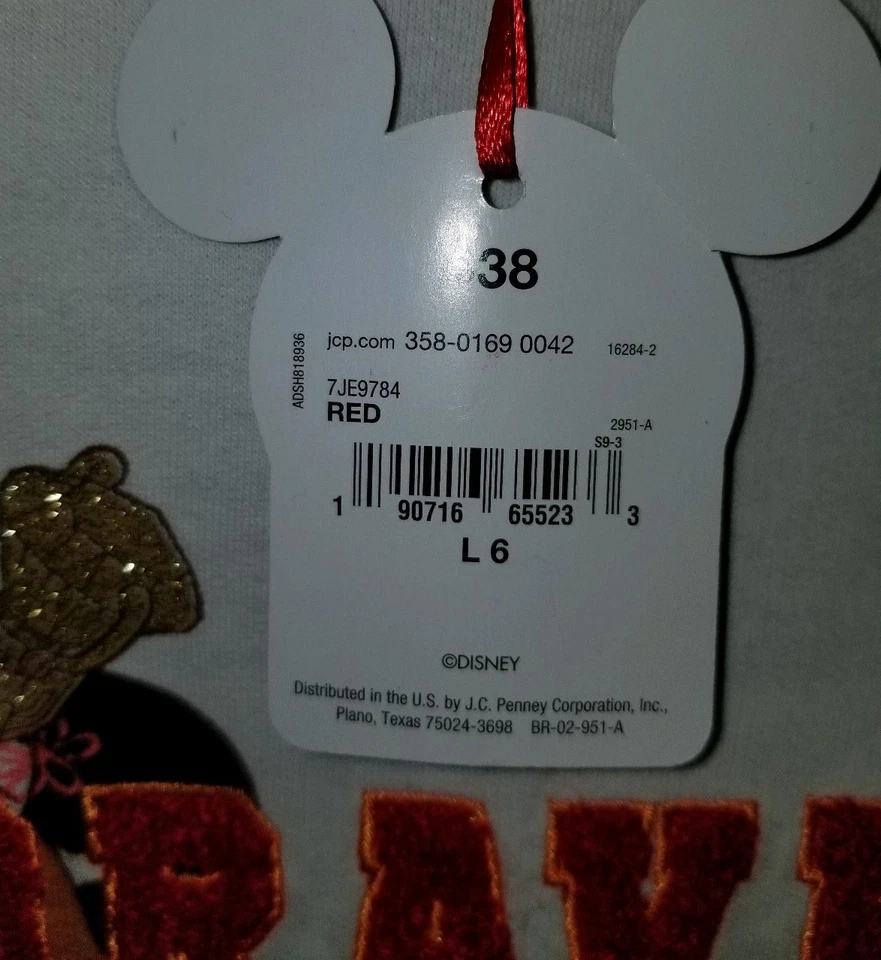 38
jcp.com 358-0169 0042 16284-2
ADSH818936
7JE9784
RED
2951-A
S9-3
1 90716 65523 3
L 6
©DISNEY
Distributed in the U.S. by J.C. Penney Corporation, Inc.,
Plano, Texas 75024-3698 BR-02-951-A
RAV